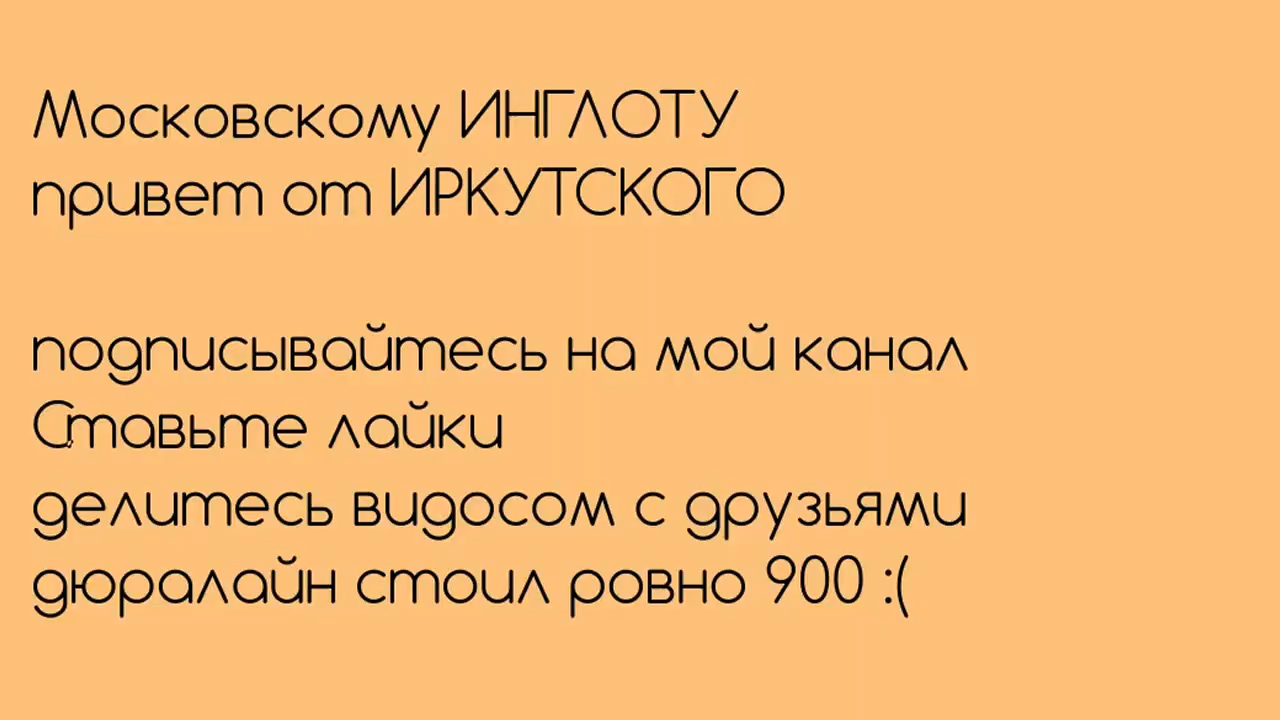 Московскому ИНГЛОТУ
привет от ИРКУТСКОГО
подписывайтесь на мой канал
Ставьте лайки
делитесь видосом с друзьями
дюралайн стоил ровно 900 :(